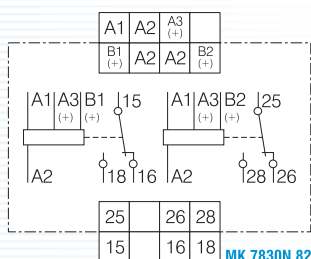 A1 A2 A3 (+)
B1 (+) A2 A2 B2 (+)
A1 A3 (+) B1 (+) 15 A1 A3 (+) B2 (+) 25
A2 18 16 A2 28 26
25 26 28
15 16 18
MK 7830N.82